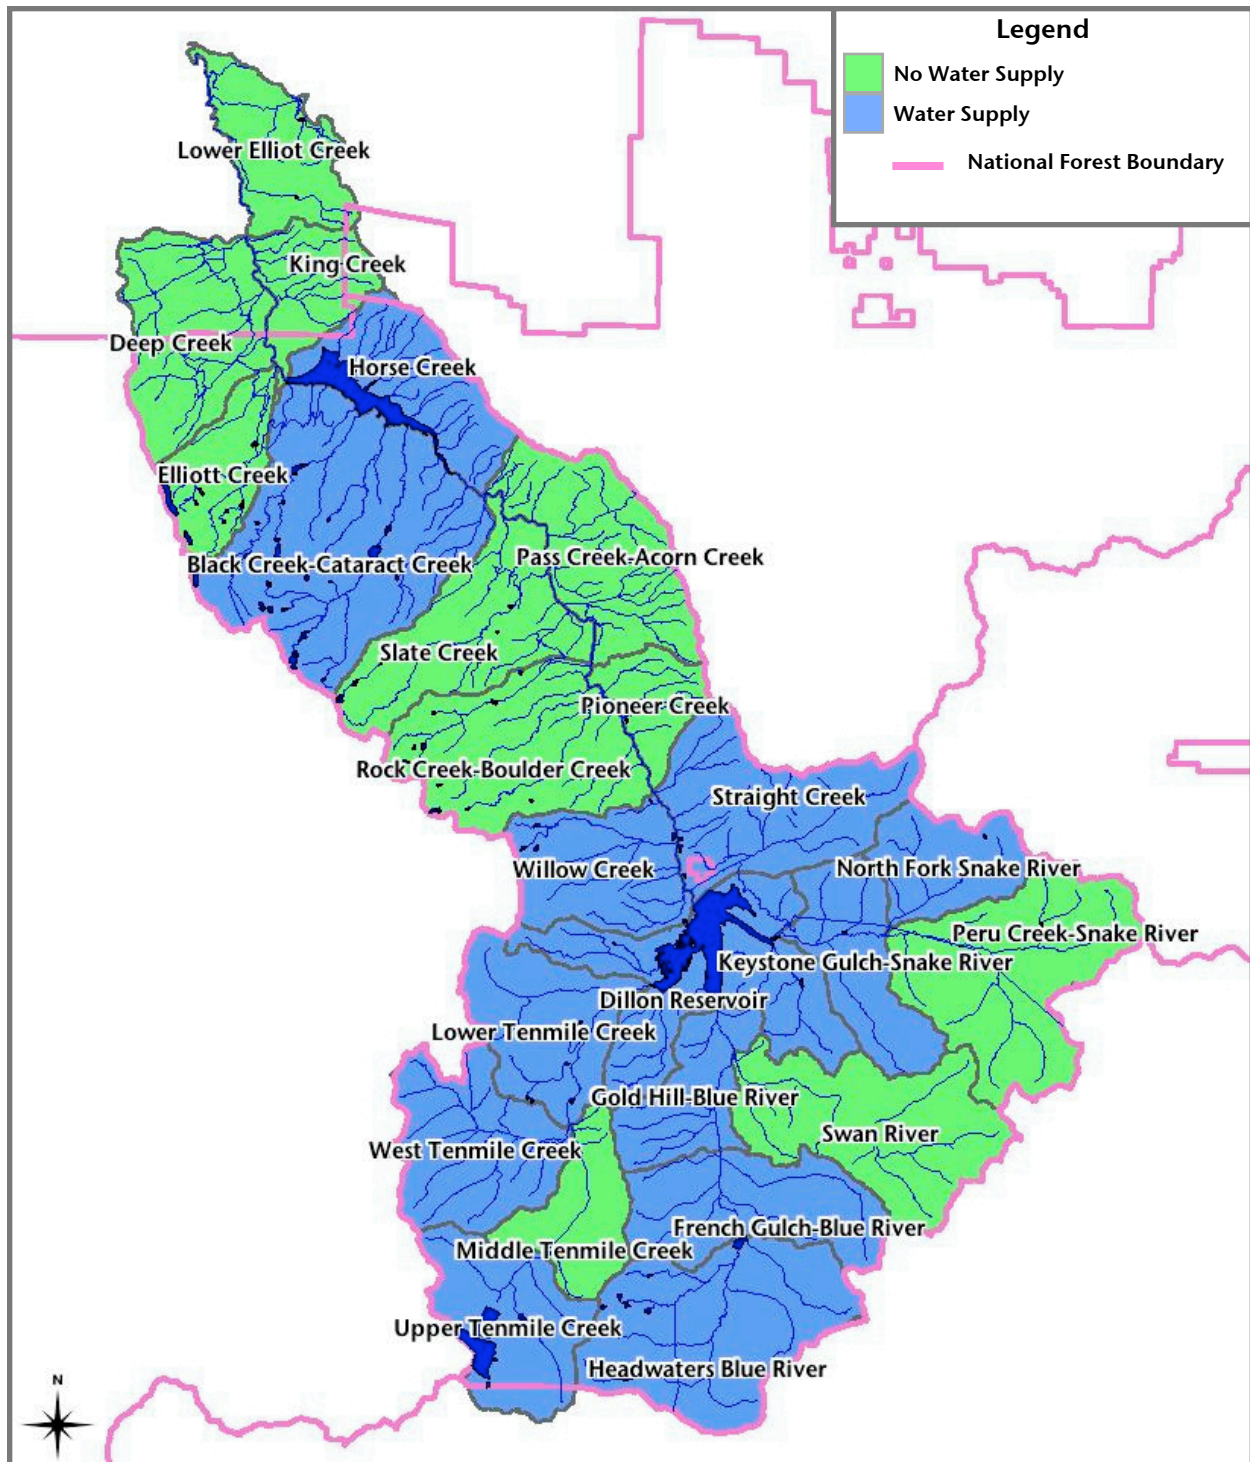 Legend
No Water Supply
Water Supply
National Forest Boundary
Lower Elliot Creek
King Creek
Deep Creek
Horse Creek
Elliott Creek
Black Creek-Cataract Creek
Pass Creek-Acorn Creek
Slate Creek
Pioneer Creek
Rock Creek-Boulder Creek
Straight Creek
Willow Creek
North Fork Snake River
Peru Creek-Snake River
Keystone Gulch-Snake River
Dillon Reservoir
Lower Tenmile Creek
Gold Hill-Blue River
Swan River
West Tenmile Creek
French Gulch-Blue River
Middle Tenmile Creek
Upper Tenmile Creek
Headwaters Blue River
N